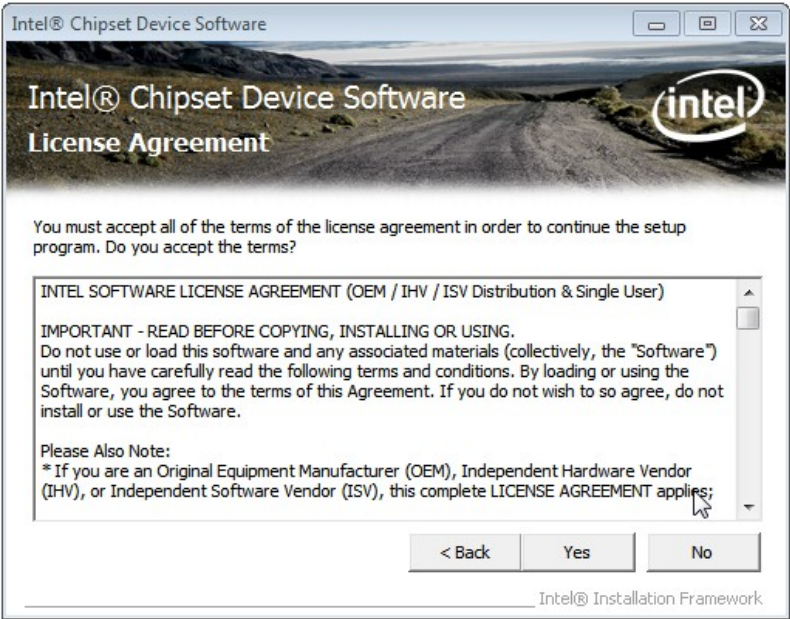 Intel® Chipset Device Software
Intel® Chipset Device Software
intel
License Agreement
You must accept all of the terms of the license agreement in order to continue the setup
program. Do you accept the terms?
INTEL SOFTWARE LICENSE AGREEMENT (OEM / IHV / ISV Distribution & Single User)
IMPORTANT - READ BEFORE COPYING, INSTALLING OR USING.
Do not use or load this software and any associated materials (collectively, the "Software")
until you have carefully read the following terms and conditions. By loading or using the
Software, you agree to the terms of this Agreement. If you do not wish to so agree, do not
install or use the Software.
Please Also Note:
* If you are an Original Equipment Manufacturer (OEM), Independent Hardware Vendor
(IHV), or Independent Software Vendor (ISV), this complete LICENSE AGREEMENT applies;
< Back Yes No
Intel® Installation Framework